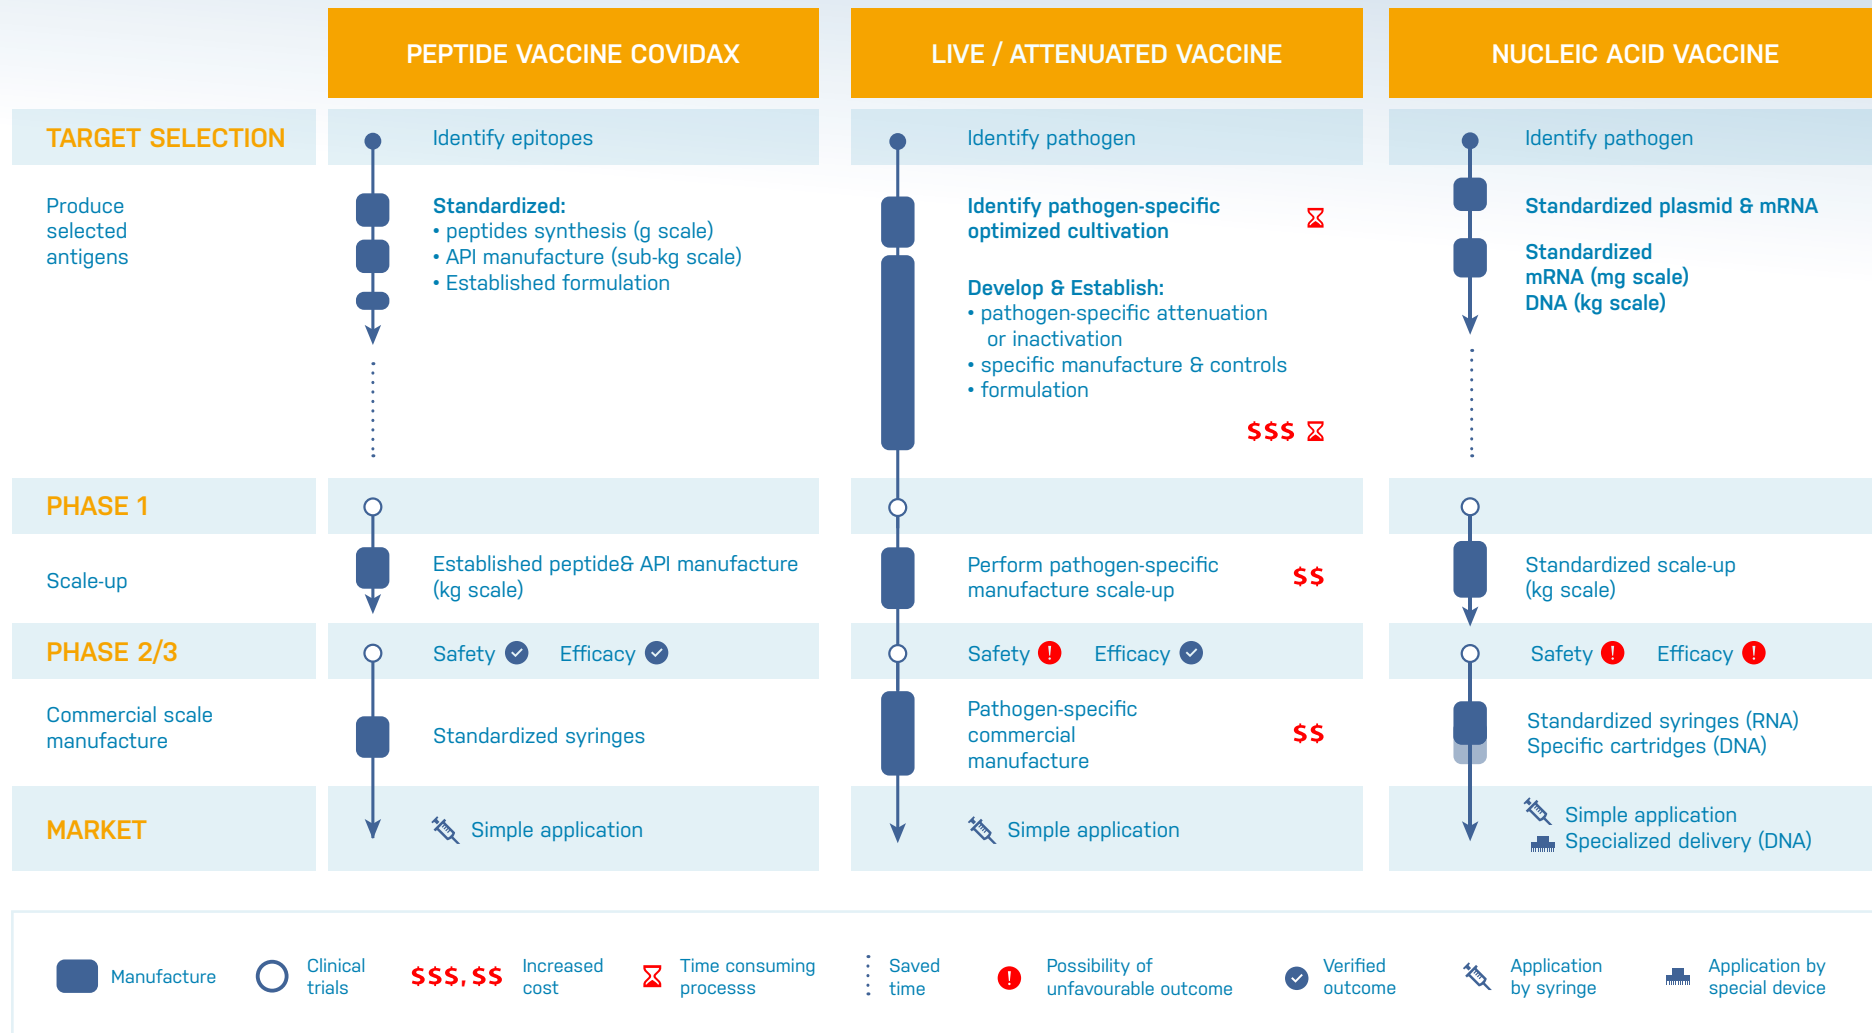 PEPTIDE VACCINE COVIDAX
LIVE / ATTENUATED VACCINE
NUCLEIC ACID VACCINE
TARGET SELECTION
Identify epitopes
Identify pathogen
Identify pathogen
Produce
selected
antigens
Standardized:
• peptides synthesis (g scale)
• API manufacture (sub-kg scale)
• Established formulation
Identify pathogen-specific
optimized cultivation
Develop & Establish:
• pathogen-specific attenuation
or inactivation
• specific manufacture & controls
• formulation
$$$
Standardized plasmid & mRNA
Standardized
mRNA (mg scale)
DNA (kg scale)
PHASE 1
Scale-up
Established peptide& API manufacture
(kg scale)
Perform pathogen-specific
manufacture scale-up
$$
Standardized scale-up
(kg scale)
PHASE 2/3
Safety Efficacy
Safety ! Efficacy
Safety ! Efficacy !
Commercial scale
manufacture
Standardized syringes
Pathogen-specific
commercial
manufacture
$$
Standardized syringes (RNA)
Specific cartridges (DNA)
MARKET
Simple application
Simple application
Simple application
Specialized delivery (DNA)
Manufacture
Clinical
trials
$$$, $$
Increased
cost
Time consuming
processs
Saved
time
!
Possibility of
unfavourable outcome
Verified
outcome
Application
by syringe
Application by
special device